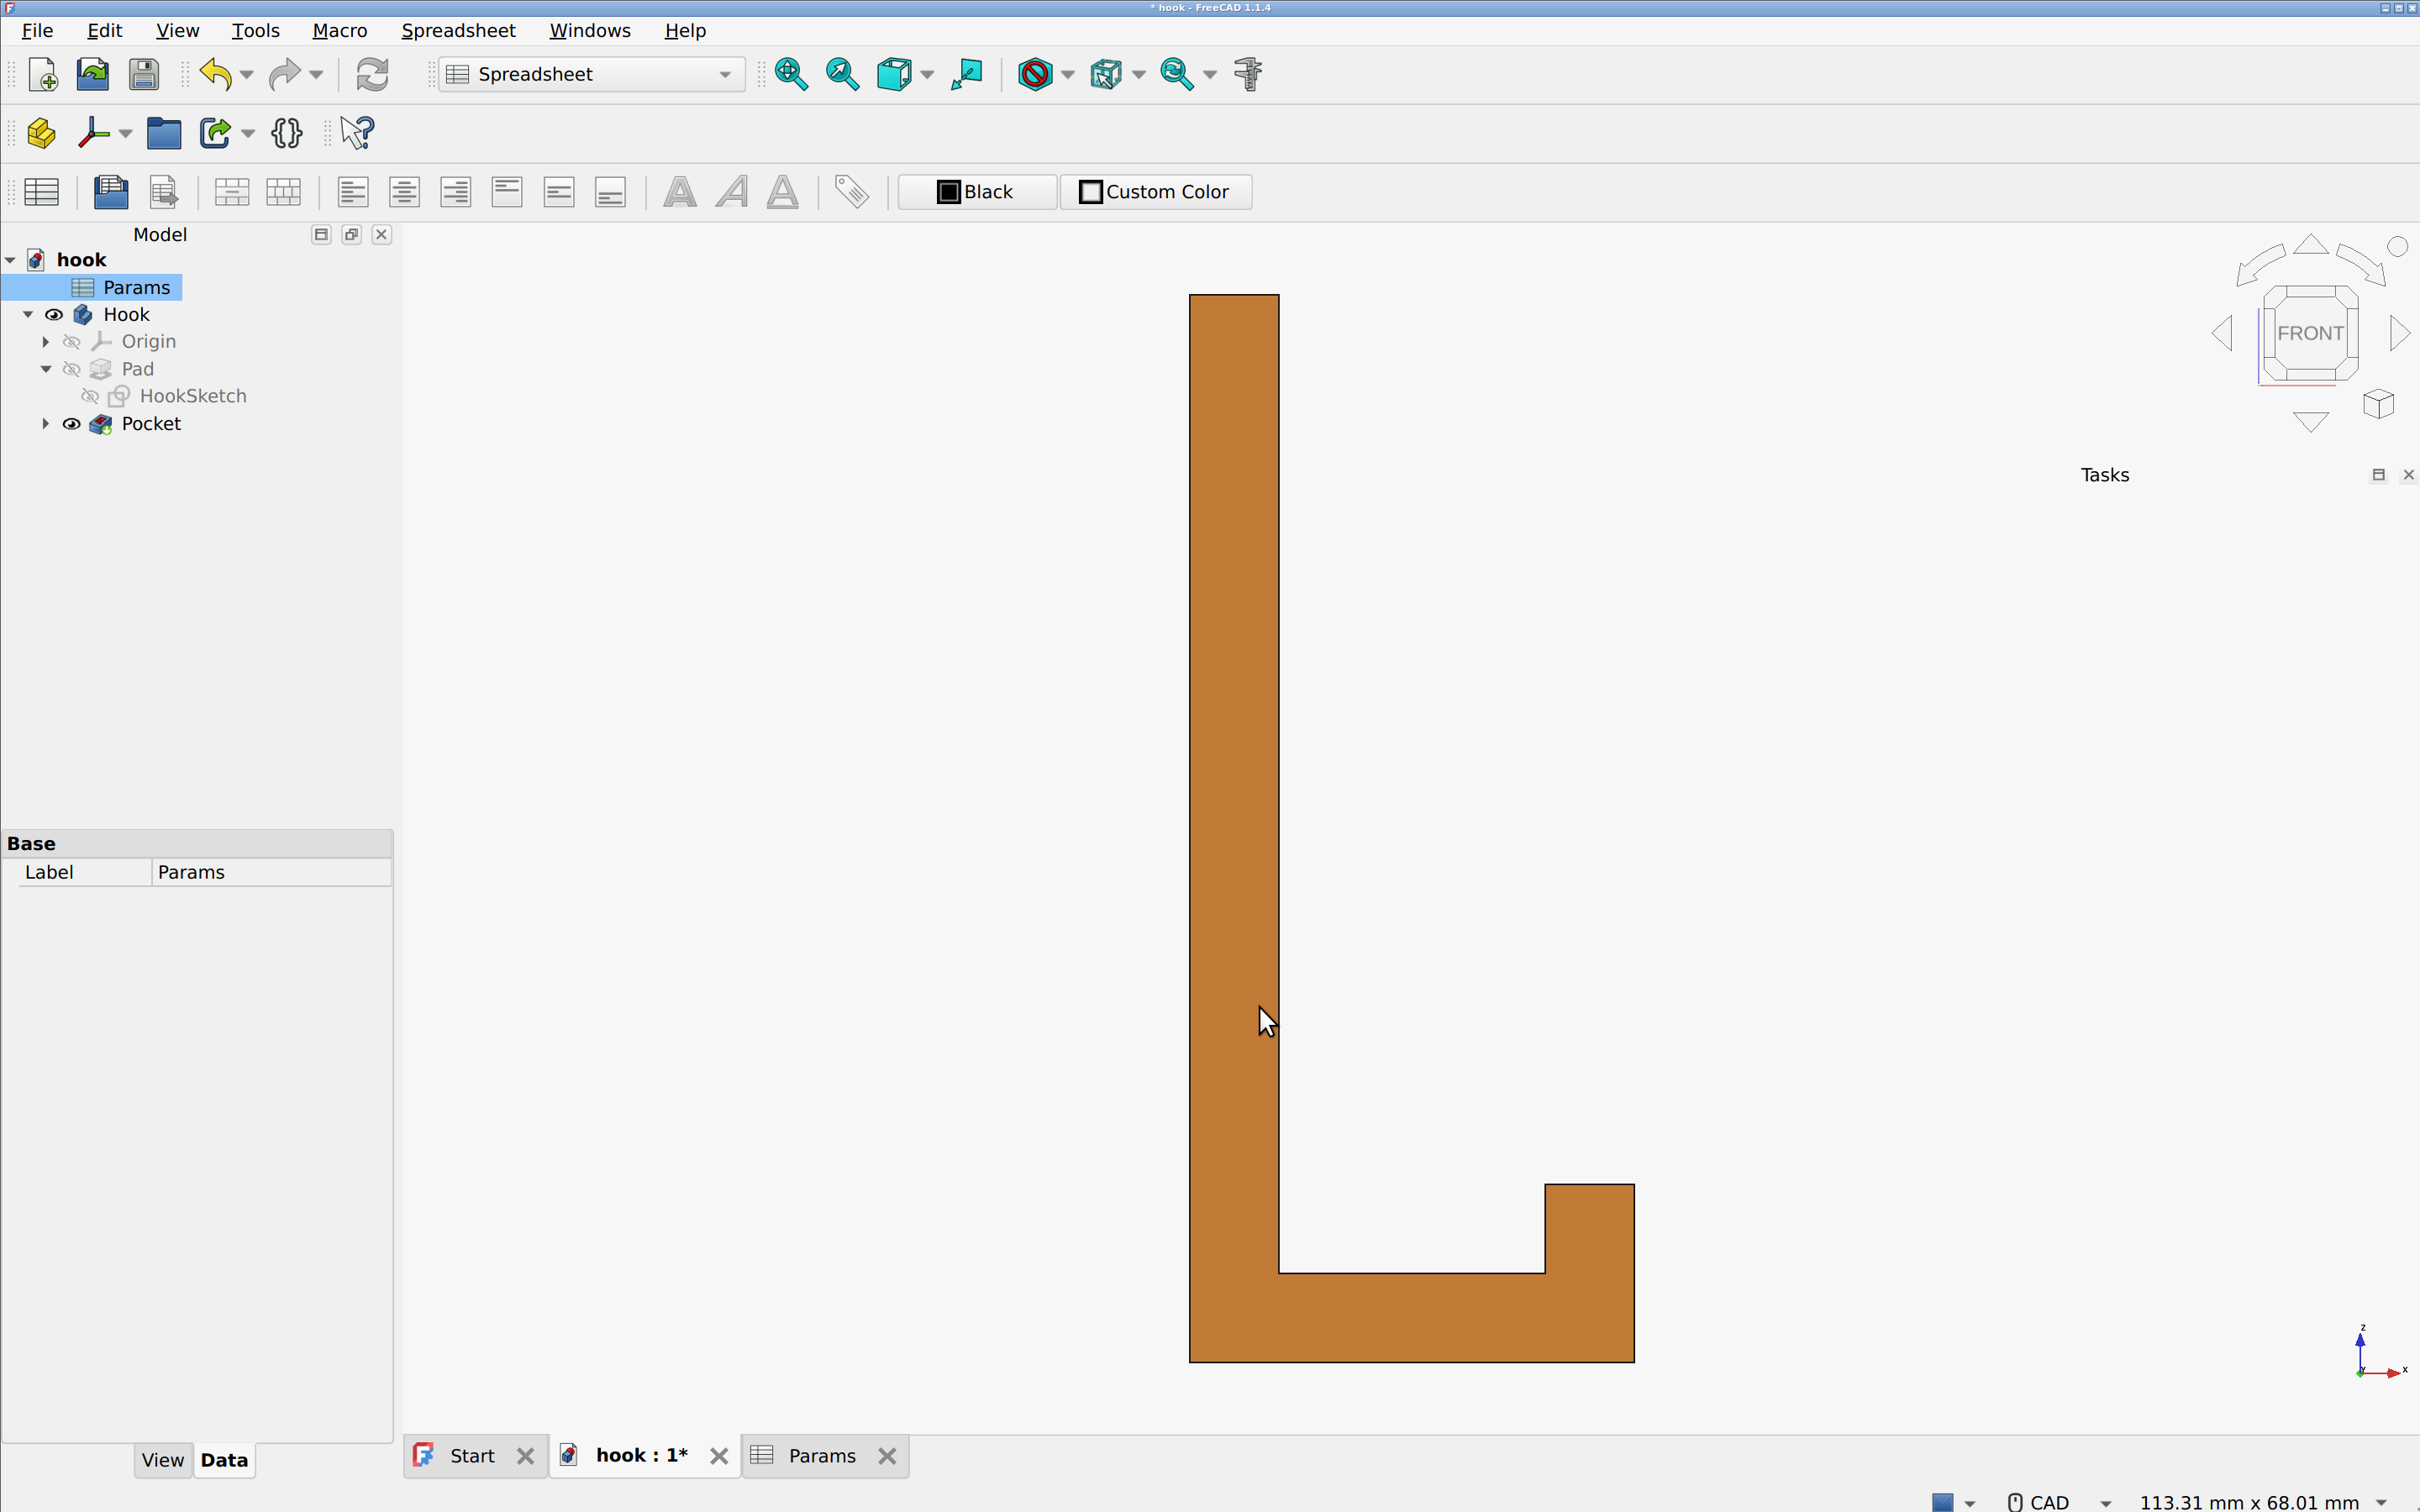 * hook - FreeCAD 1.1.4
File Edit View Tools Macro Spreadsheet Windows Help
Spreadsheet
Black Custom Color
Model
hook
Params
Hook
Origin
Pad
HookSketch
Pocket
FRONT
Tasks
Base
Label Params
z
Y
x
View Data
Start hook : 1* Params
CAD 113.31 mm x 68.01 mm